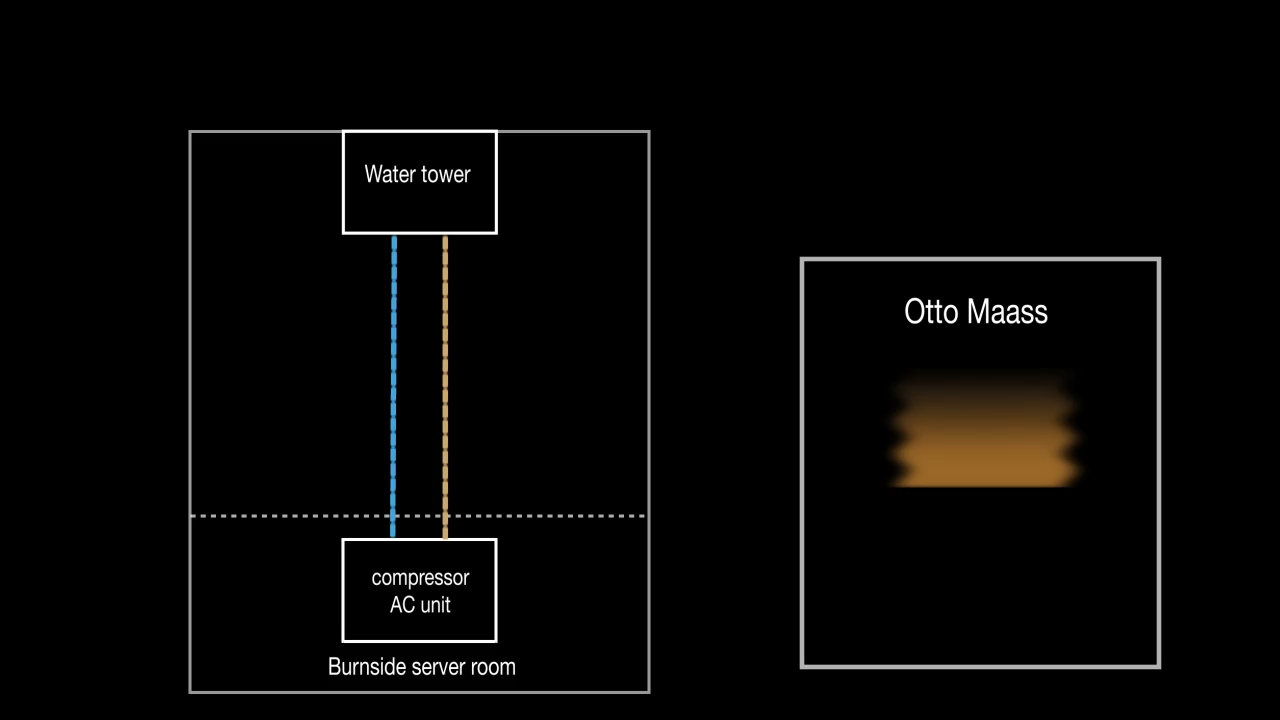 Water tower
Otto Maass
compressor
AC unit
Burnside server room